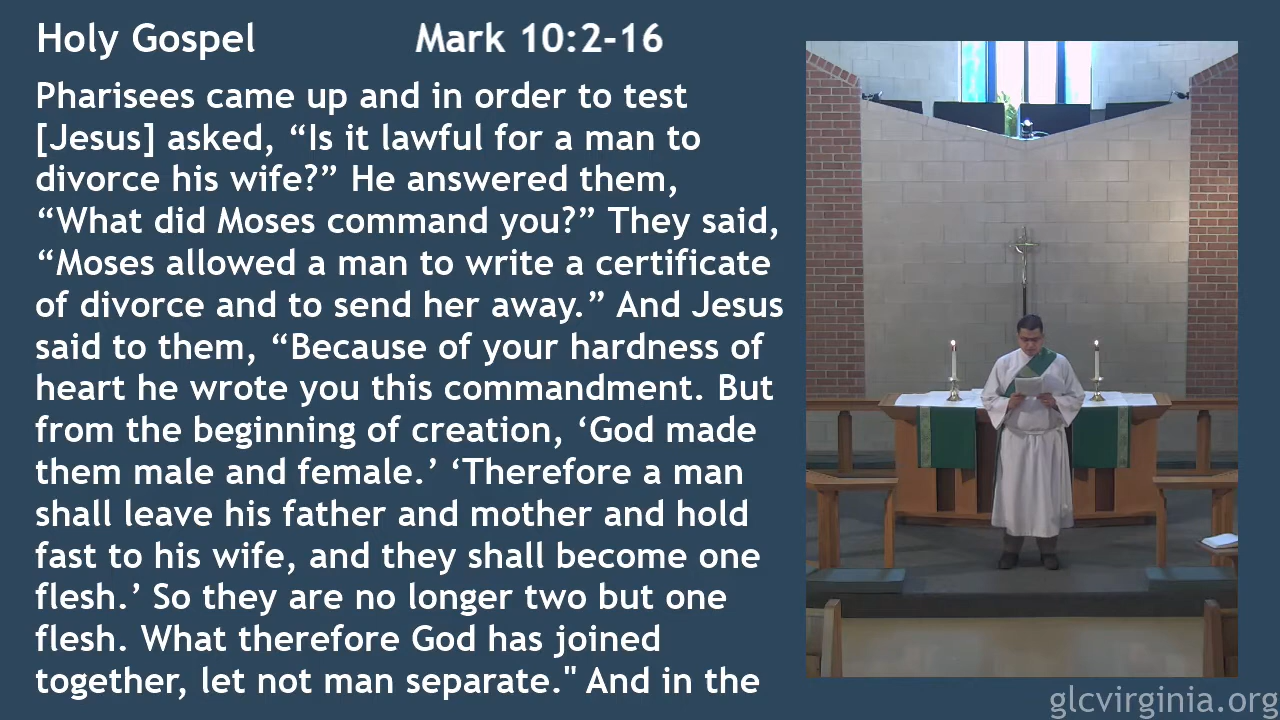 Holy Gospel Mark 10:2-16
Pharisees came up and in order to test
[Jesus] asked, “Is it lawful for a man to
divorce his wife?” He answered them,
“What did Moses command you?” They said,
“Moses allowed a man to write a certificate
of divorce and to send her away.” And Jesus
said to them, “Because of your hardness of
heart he wrote you this commandment. But
from the beginning of creation, ‘God made
them male and female.’ ‘Therefore a man
shall leave his father and mother and hold
fast to his wife, and they shall become one
flesh.’ So they are no longer two but one
flesh. What therefore God has joined
together, let not man separate." And in the
glcvirginia.org